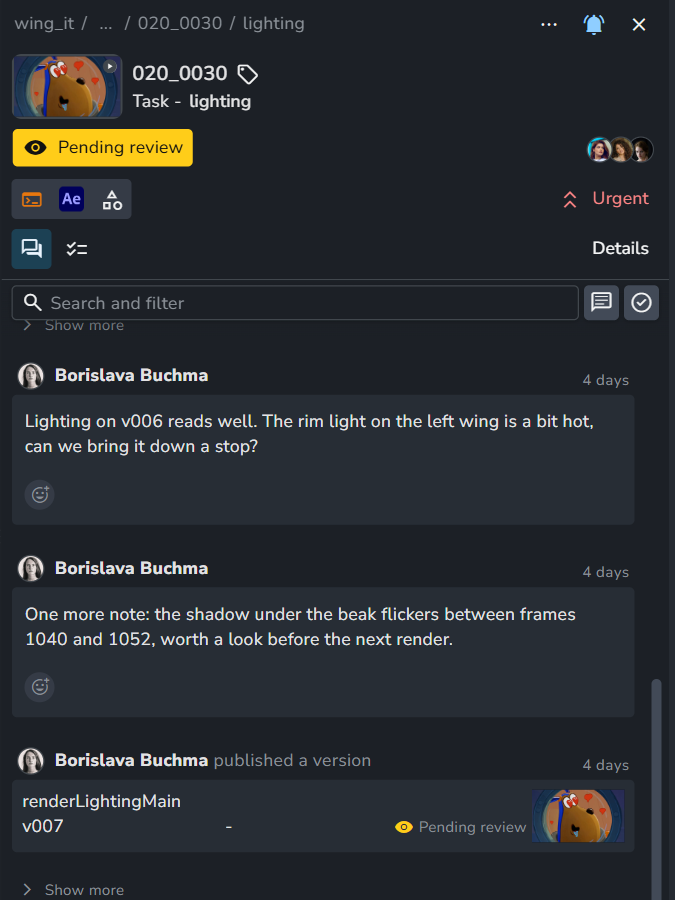 wing_it / ... / 020_0030 / lighting
020_0030
Task - lighting
Pending review
Ae
Urgent
Details
Search and filter
Show more
Borislava Buchma
4 days
Lighting on v006 reads well. The rim light on the left wing is a bit hot,
can we bring it down a stop?
Borislava Buchma
4 days
One more note: the shadow under the beak flickers between frames
1040 and 1052, worth a look before the next render.
Borislava Buchma published a version
4 days
renderLightingMain
v007
-
Pending review
Show more